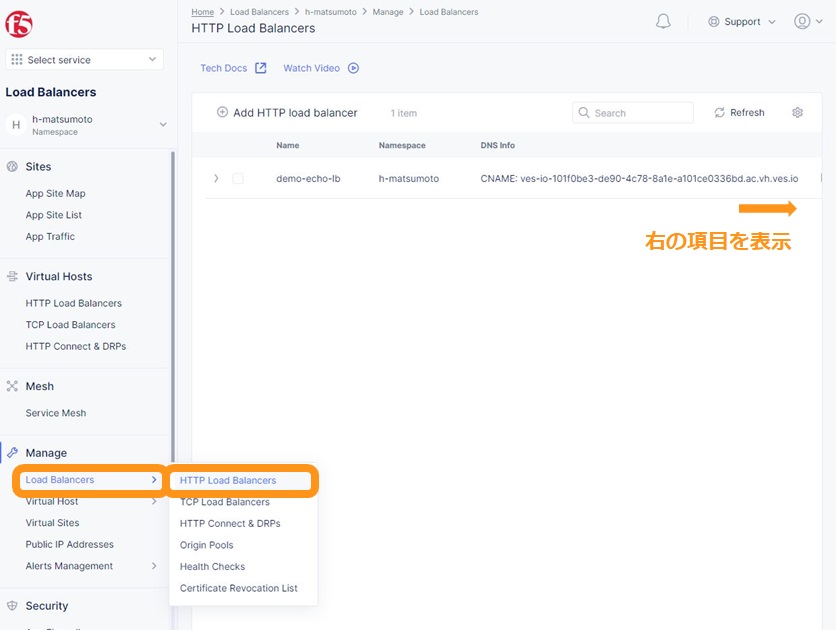 f5
Select service
Load Balancers
H
h-matsumoto
Namespace
Sites
App Site Map
App Site List
App Traffic
Virtual Hosts
HTTP Load Balancers
TCP Load Balancers
HTTP Connect & DRPs
Mesh
Service Mesh
Manage
Load Balancers
Virtual Host
Virtual Sites
Public IP Addresses
Alerts Management
Security
HTTP Load Balancers
TCP Load Balancers
HTTP Connect & DRPs
Origin Pools
Health Checks
Certificate Revocation List
Home > Load Balancers > h-matsumoto > Manage > Load Balancers
HTTP Load Balancers
Support
Tech Docs Watch Video
Add HTTP load balancer 1 item Search Refresh
Name Namespace DNS Info
demo-echo-lb h-matsumoto CNAME: ves-io-101f0be3-de90-4c78-8a1e-a101ce0336bd.ac.vh.ves.io
右の項目を表示